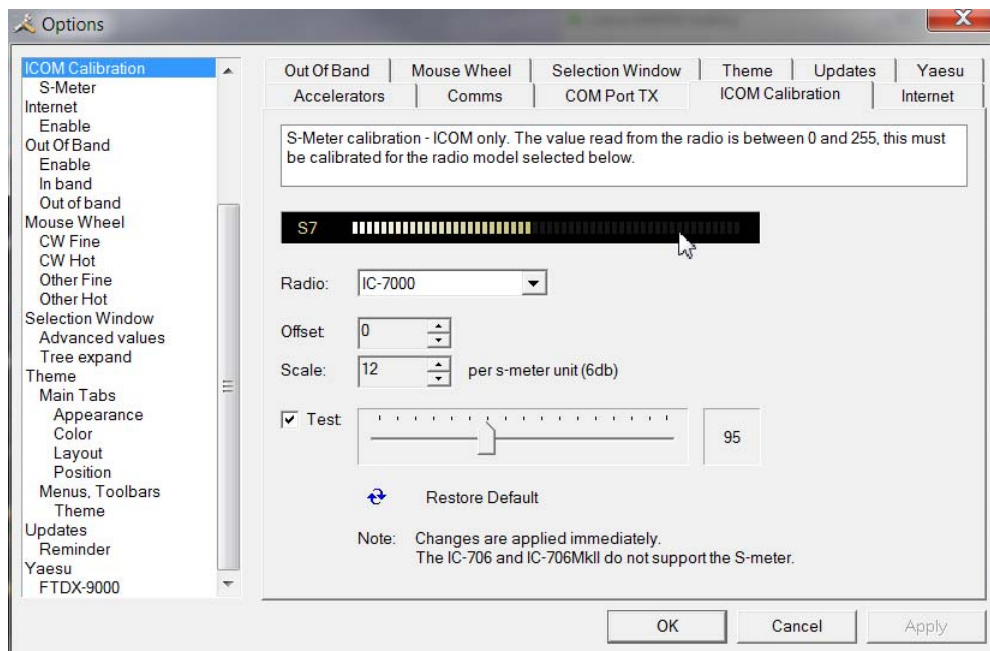 Options
ICOM Calibration
S-Meter
Internet
Enable
Out Of Band
Enable
In band
Out of band
Mouse Wheel
CW Fine
CW Hot
Other Fine
Other Hot
Selection Window
Advanced values
Tree expand
Theme
Main Tabs
Appearance
Color
Layout
Position
Menus, Toolbars
Theme
Updates
Reminder
Yaesu
FTDX-9000
Out Of Band Mouse Wheel Selection Window Theme Updates Yaesu
Accelerators Comms COM Port TX ICOM Calibration Internet
S-Meter calibration - ICOM only. The value read from the radio is between 0 and 255, this must
be calibrated for the radio model selected below.
S7
Radio: IC-7000
Offset: 0
Scale: 12 per s-meter unit (6db)
Test 95
Restore Default
Note: Changes are applied immediately.
The IC-706 and IC-706MkII do not support the S-meter.
OK Cancel Apply